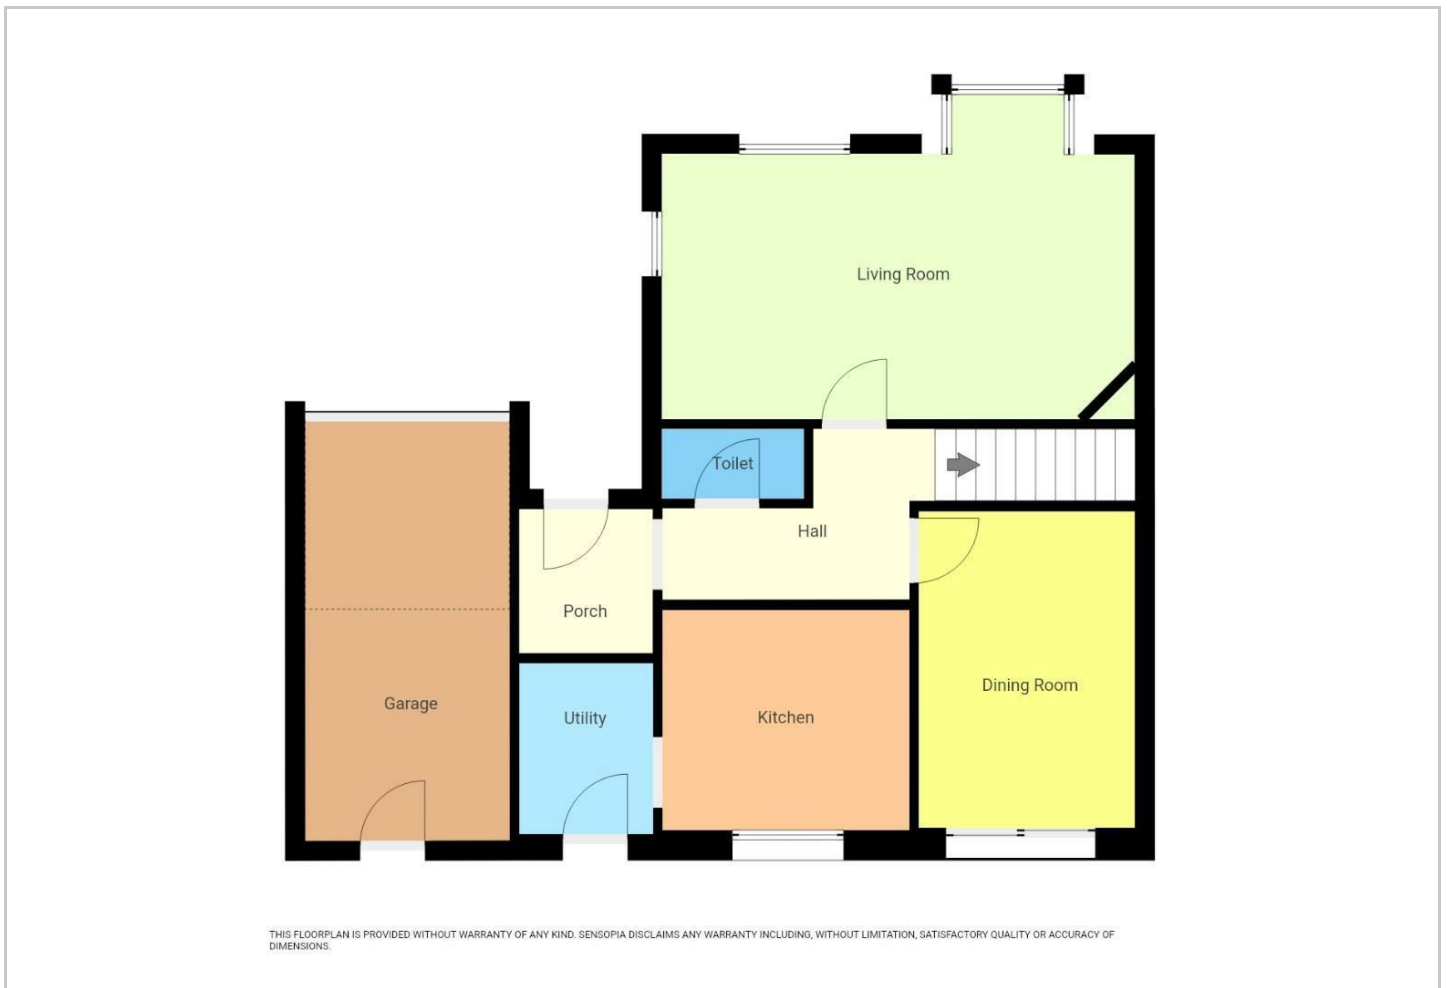 Living Room
Toilet
Hall
Porch
Dining Room
Garage
Utility
Kitchen
THIS FLOORPLAN IS PROVIDED WITHOUT WARRANTY OF ANY KIND. SENSOPIA DISCLAIMS ANY WARRANTY INCLUDING, WITHOUT LIMITATION, SATISFACTORY QUALITY OR ACCURACY OF
DIMENSIONS.